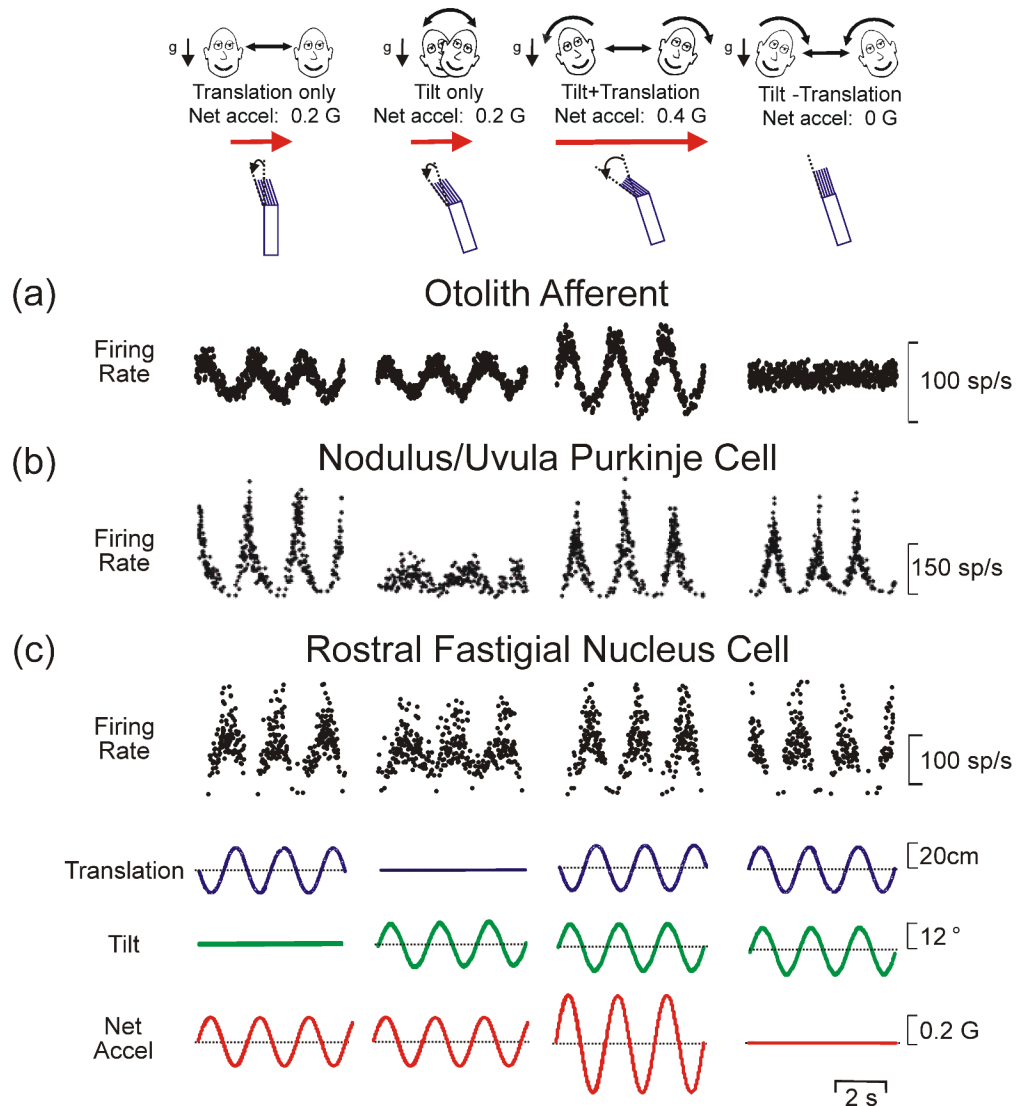 g
g
g
g
Translation only
Tilt only
Tilt+Translation
Tilt -Translation
Net accel: 0.2 G
Net accel: 0.2 G
Net accel: 0.4 G
Net accel: 0 G
(a)
Otolith Afferent
Firing
Rate
100 sp/s
(b)
Nodulus/Uvula Purkinje Cell
Firing
Rate
150 sp/s
(c)
Rostral Fastigial Nucleus Cell
Firing
Rate
100 sp/s
Translation
20cm
Tilt
12 °
Net
Accel
0.2 G
2 s